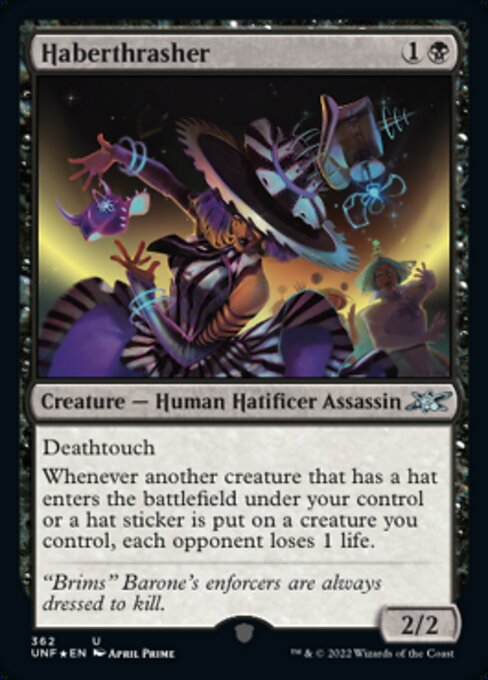 Haberthrasher 1
Creature — Human Hatificer Assassin
Deathtouch
Whenever another creature that has a hat
enters the battlefield under your control
or a hat sticker is put on a creature you
control, each opponent loses 1 life.
“Brims” Barone’s enforcers are always
dressed to kill.
2/2
362 U
UNF★EN April Prime
™ & © 2022 Wizards of the Coast